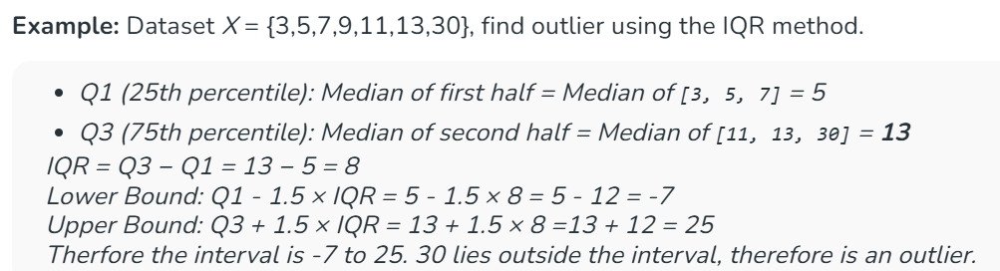 Example: Dataset X = {3,5,7,9,11,13,30}, find outlier using the IQR method.
• Q1 (25th percentile): Median of first half = Median of [3, 5, 7] = 5
• Q3 (75th percentile): Median of second half = Median of [11, 13, 30] = 13
IQR = Q3 − Q1 = 13 − 5 = 8
Lower Bound: Q1 - 1.5 × IQR = 5 - 1.5 × 8 = 5 - 12 = -7
Upper Bound: Q3 + 1.5 × IQR = 13 + 1.5 × 8 =13 + 12 = 25
Therfore the interval is -7 to 25. 30 lies outside the interval, therefore is an outlier.